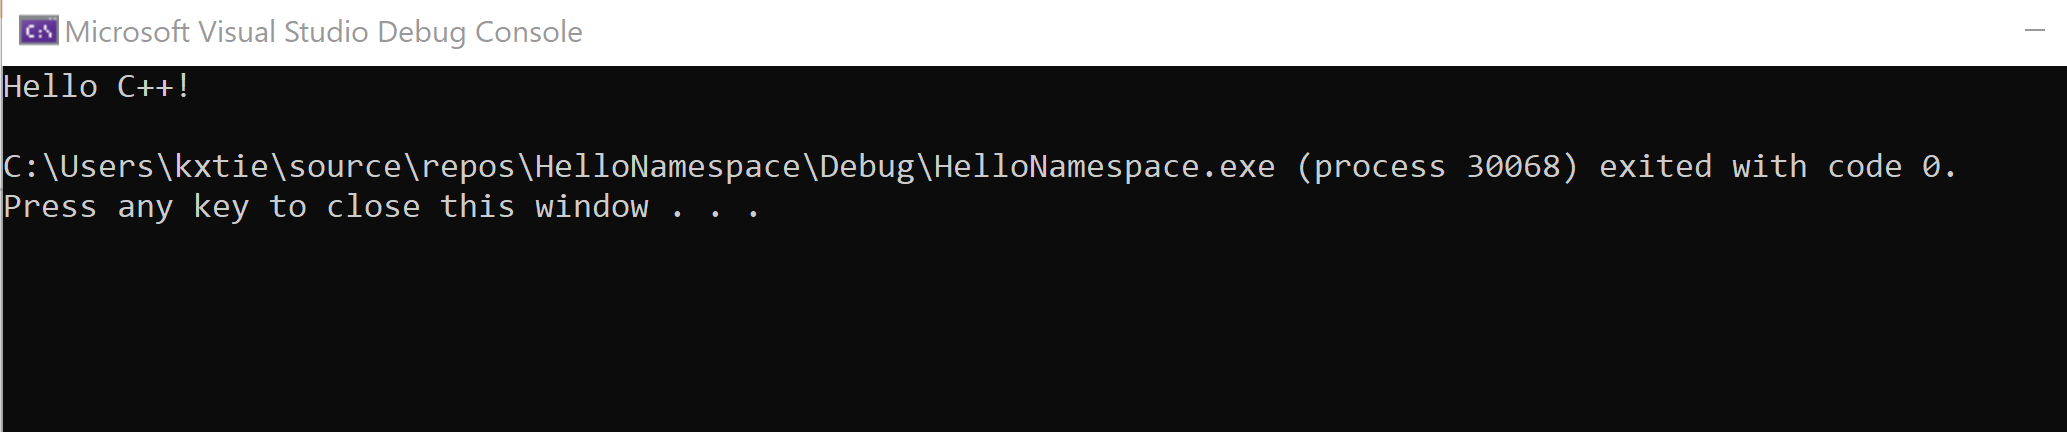 C:\
Microsoft Visual Studio Debug Console
Hello C++!
C:\Users\kxtie\source\repos\HelloNamespace\Debug\HelloNamespace.exe (process 30068) exited with code 0.
Press any key to close this window . . .